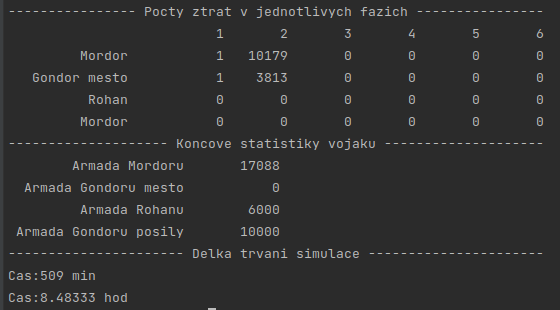 ---------------- Pocty ztrat v jednotlivych fazich ----------------
1 2 3 4 5 6
Mordor 1 10179 0 0 0 0
Gondor mesto 1 3813 0 0 0 0
Rohan 0 0 0 0 0 0
Mordor 0 0 0 0 0 0
-------------------- Koncove statistiky vojaku --------------------
Armada Mordoru 17088
Armada Gondoru mesto 0
Armada Rohanu 6000
Armada Gondoru posily 10000
---------------------- Delka trvani simulace ----------------------
Cas:509 min
Cas:8.48333 hod